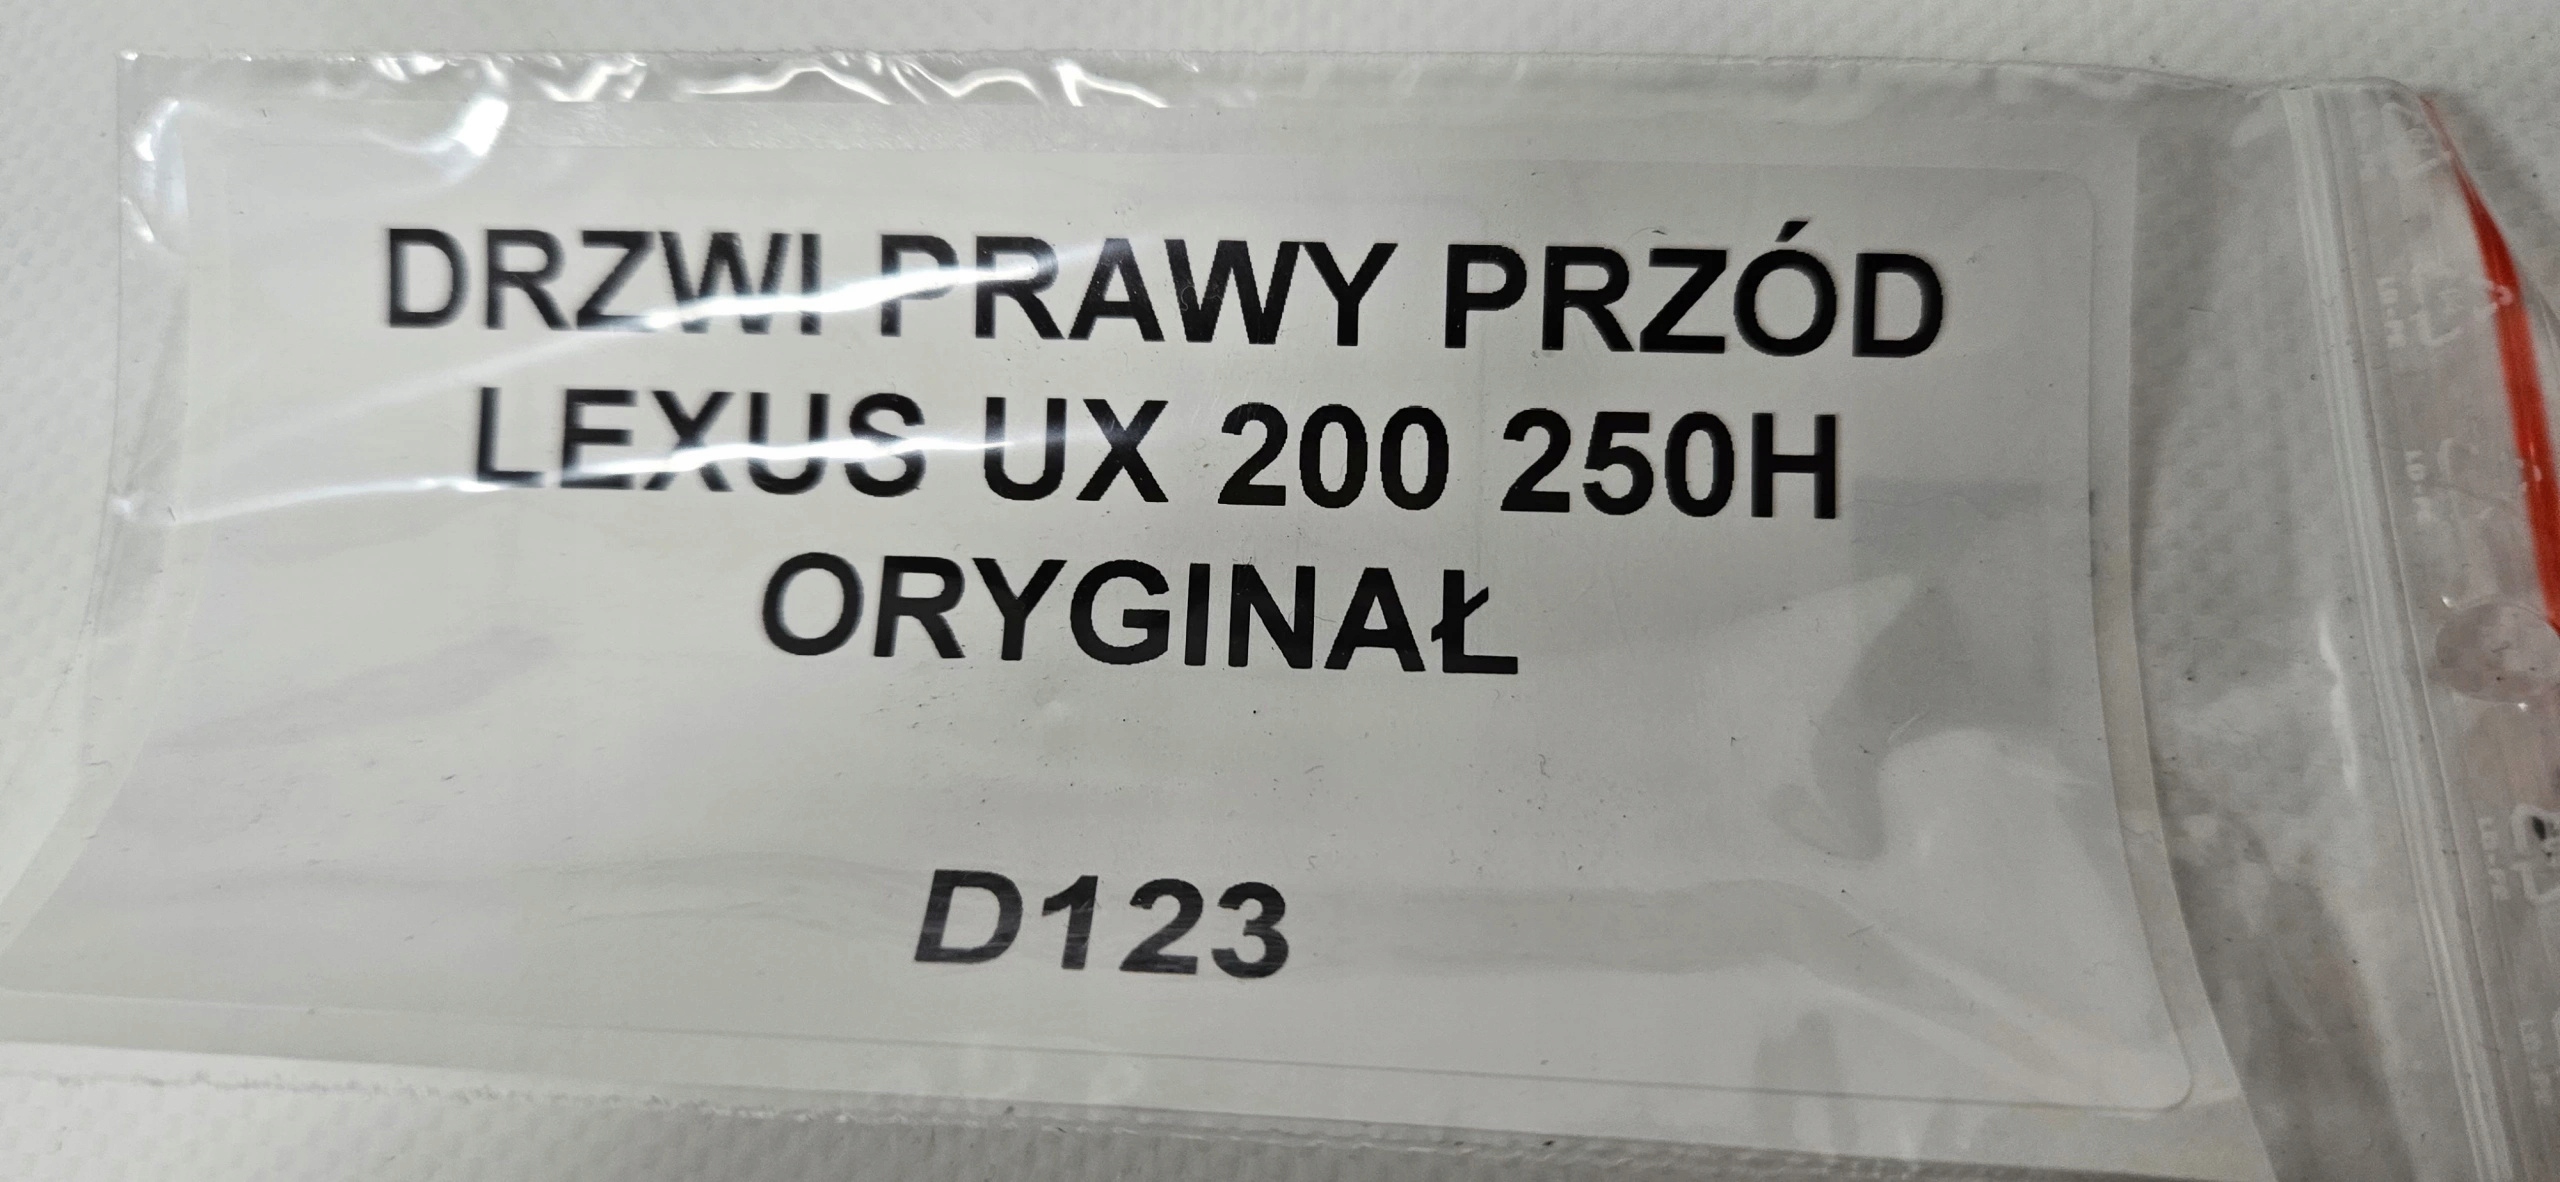 DRZWI PRAWY PRZÓD
LEXUS UX 200 250H
ORYGINAŁ
D123